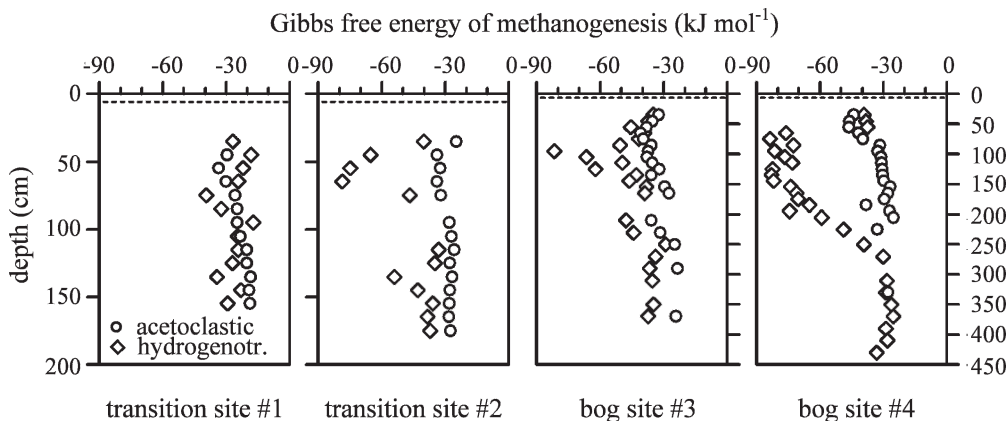 Gibbs free energy of methanogenesis (kJ mol⁻¹)
-90 -60 -30 0 -90 -60 -30 0 -90 -60 -30 0 -90 -60 -30 0
depth (cm)
0
50
100
150
200
0
50
100
150
200
250
310
350
400
450
acetoclastic
hydrogenotr.
transition site #1 transition site #2 bog site #3 bog site #4